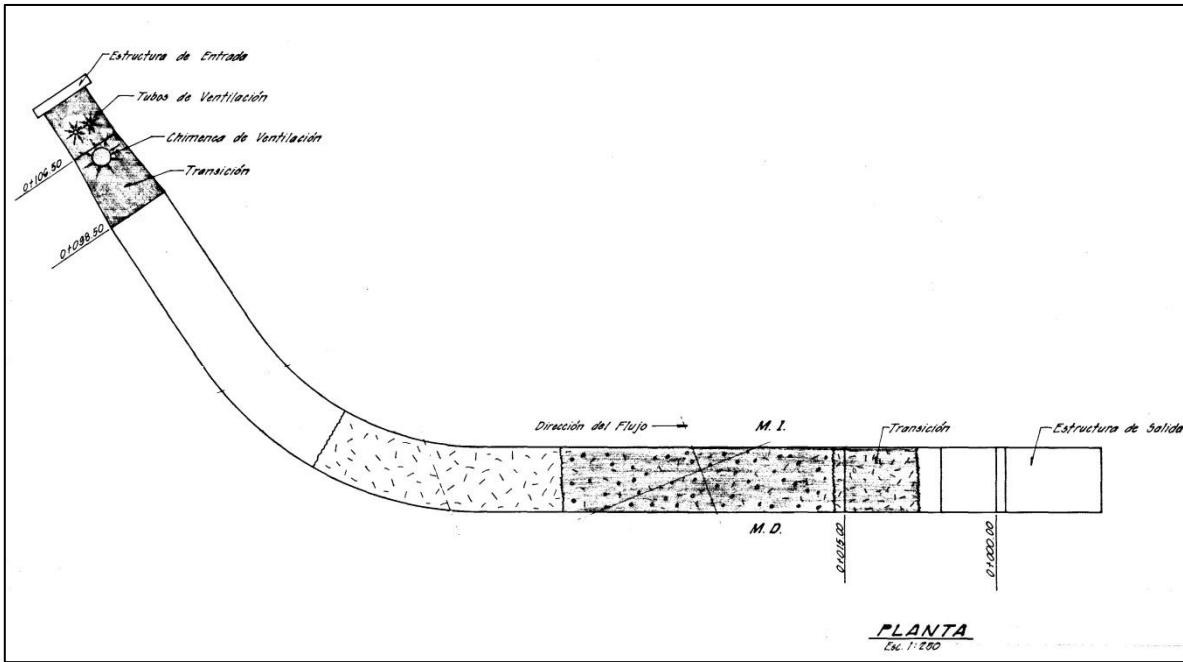 Estructura de Entrada
Tubos de Ventilación
Chimenea de Ventilación
Transición
0+106.50
0+098.50
Dirección del Flujo
M. I.
Transición
Estructura de Salida
M. D.
0+015.00
0+000.00
PLANTA
Esc. 1:280